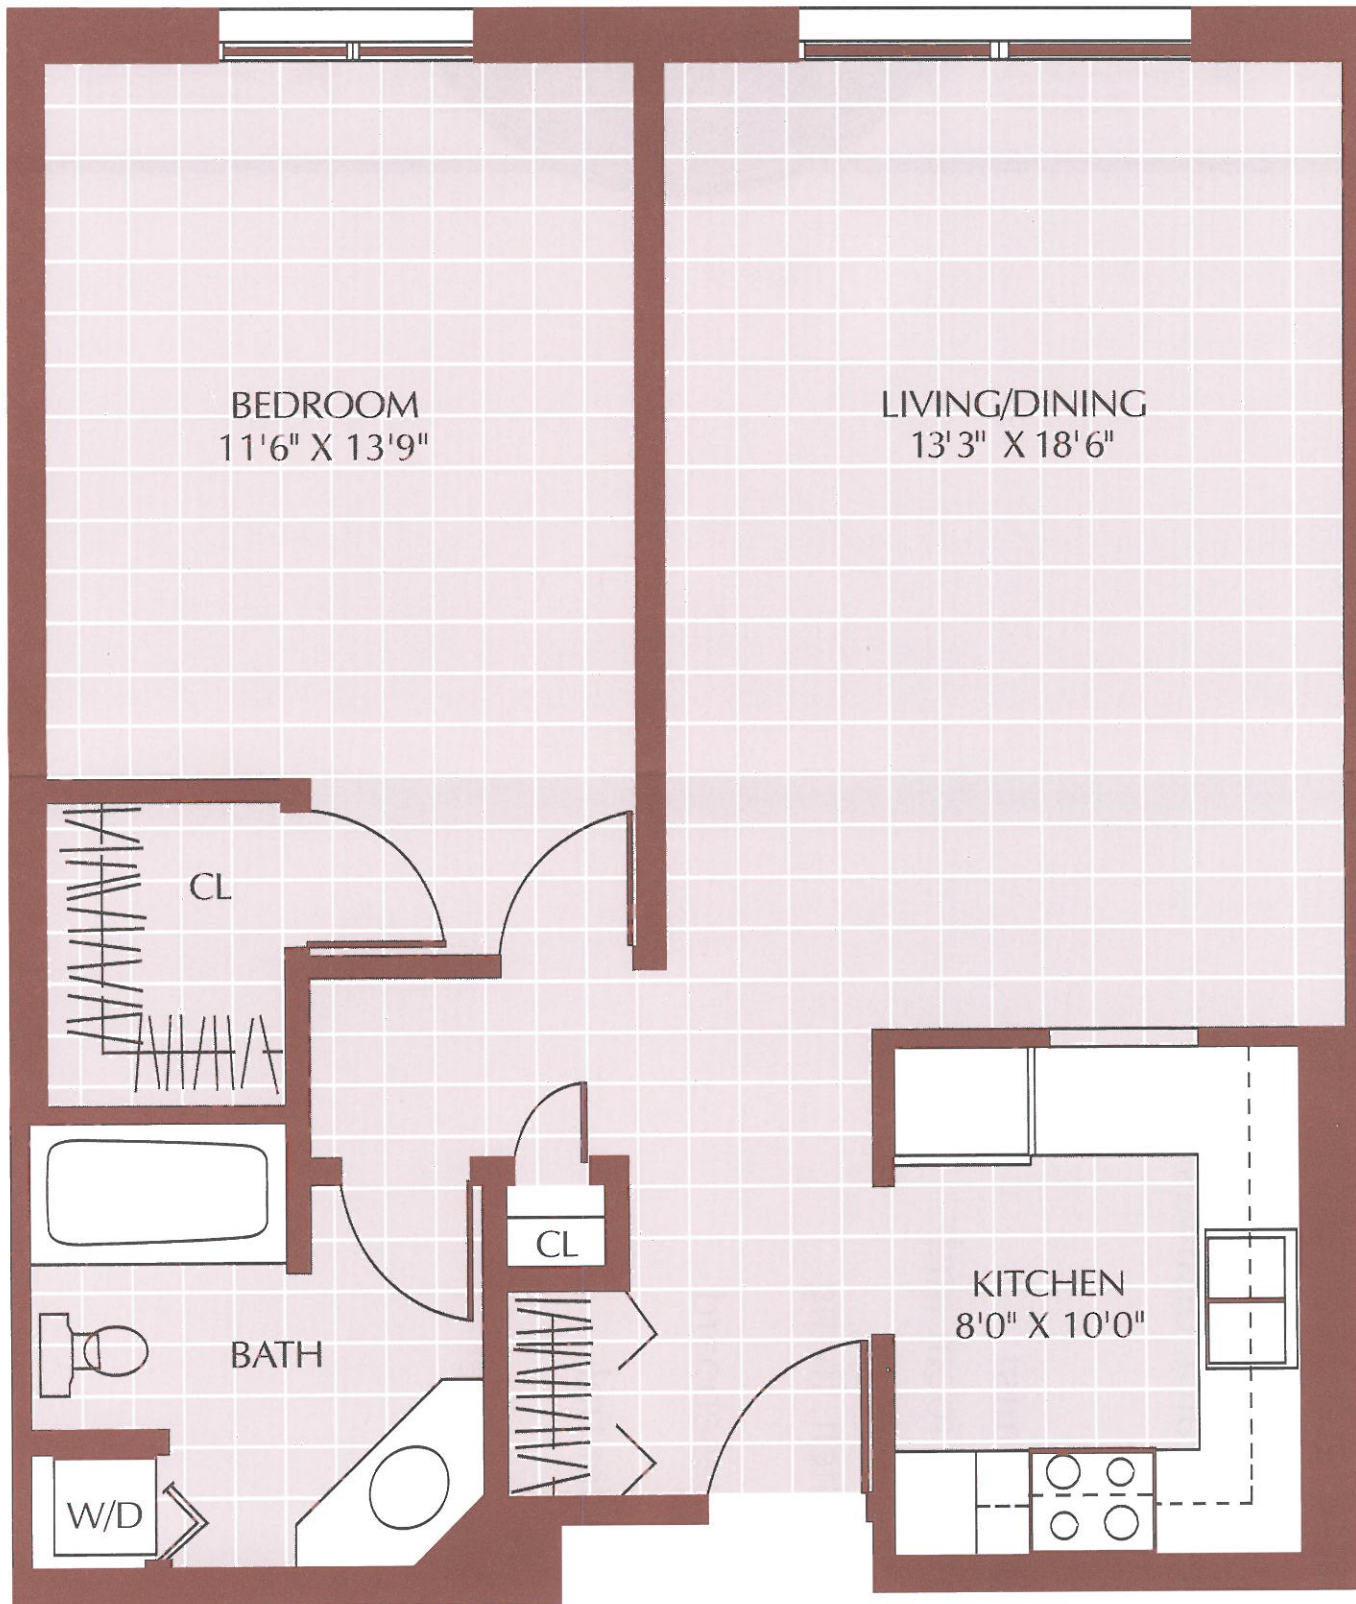 BEDROOM
11'6" X 13'9"
LIVING/DINING
13'3" X 18'6"
CL
CL
KITCHEN
8'0" X 10'0"
BATH
W/D